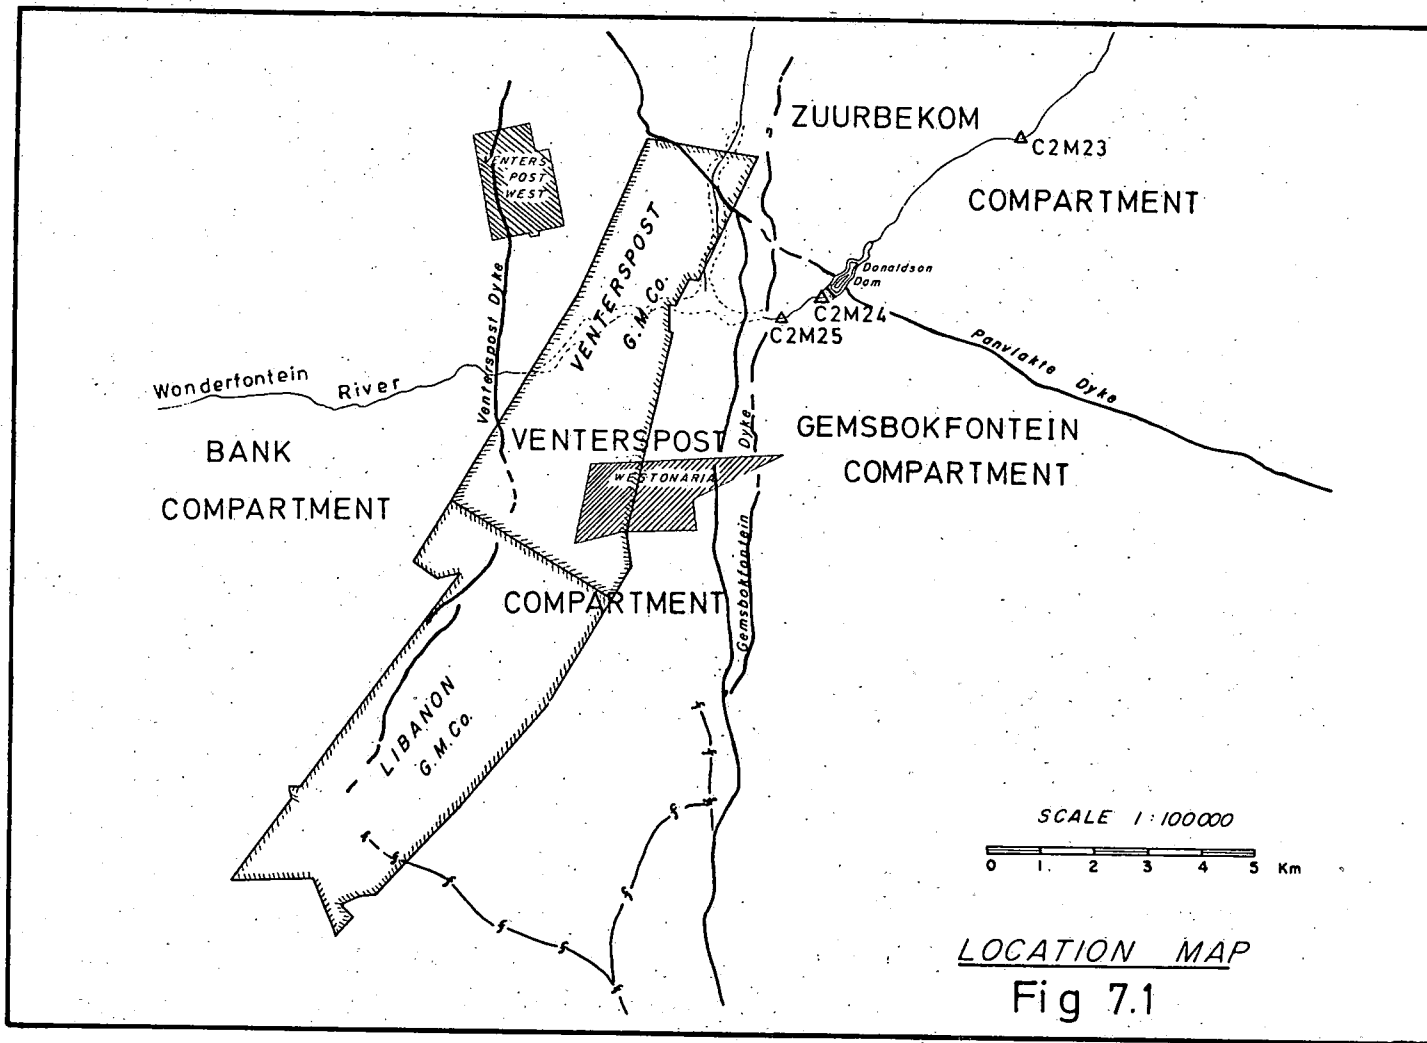 ZUURBEKOM
COMPARTMENT
C2M23
VENTERS
POST
WEST
VENTERSPOST
G.M.Co.
Donaldson
Dam
C2M24
C2M25
Venterspost Dyke
Panvlakte Dyke
Wonderfontein River
BANK
COMPARTMENT
VENTERSPOST
COMPARTMENT
WESTONARIA
GEMSBOKFONTEIN
COMPARTMENT
Gemsbokfontein Dyke
LIBANON
G.M.Co.
SCALE 1:100000
0 1. 2 3 4 5 Km
LOCATION MAP
Fig 7.1